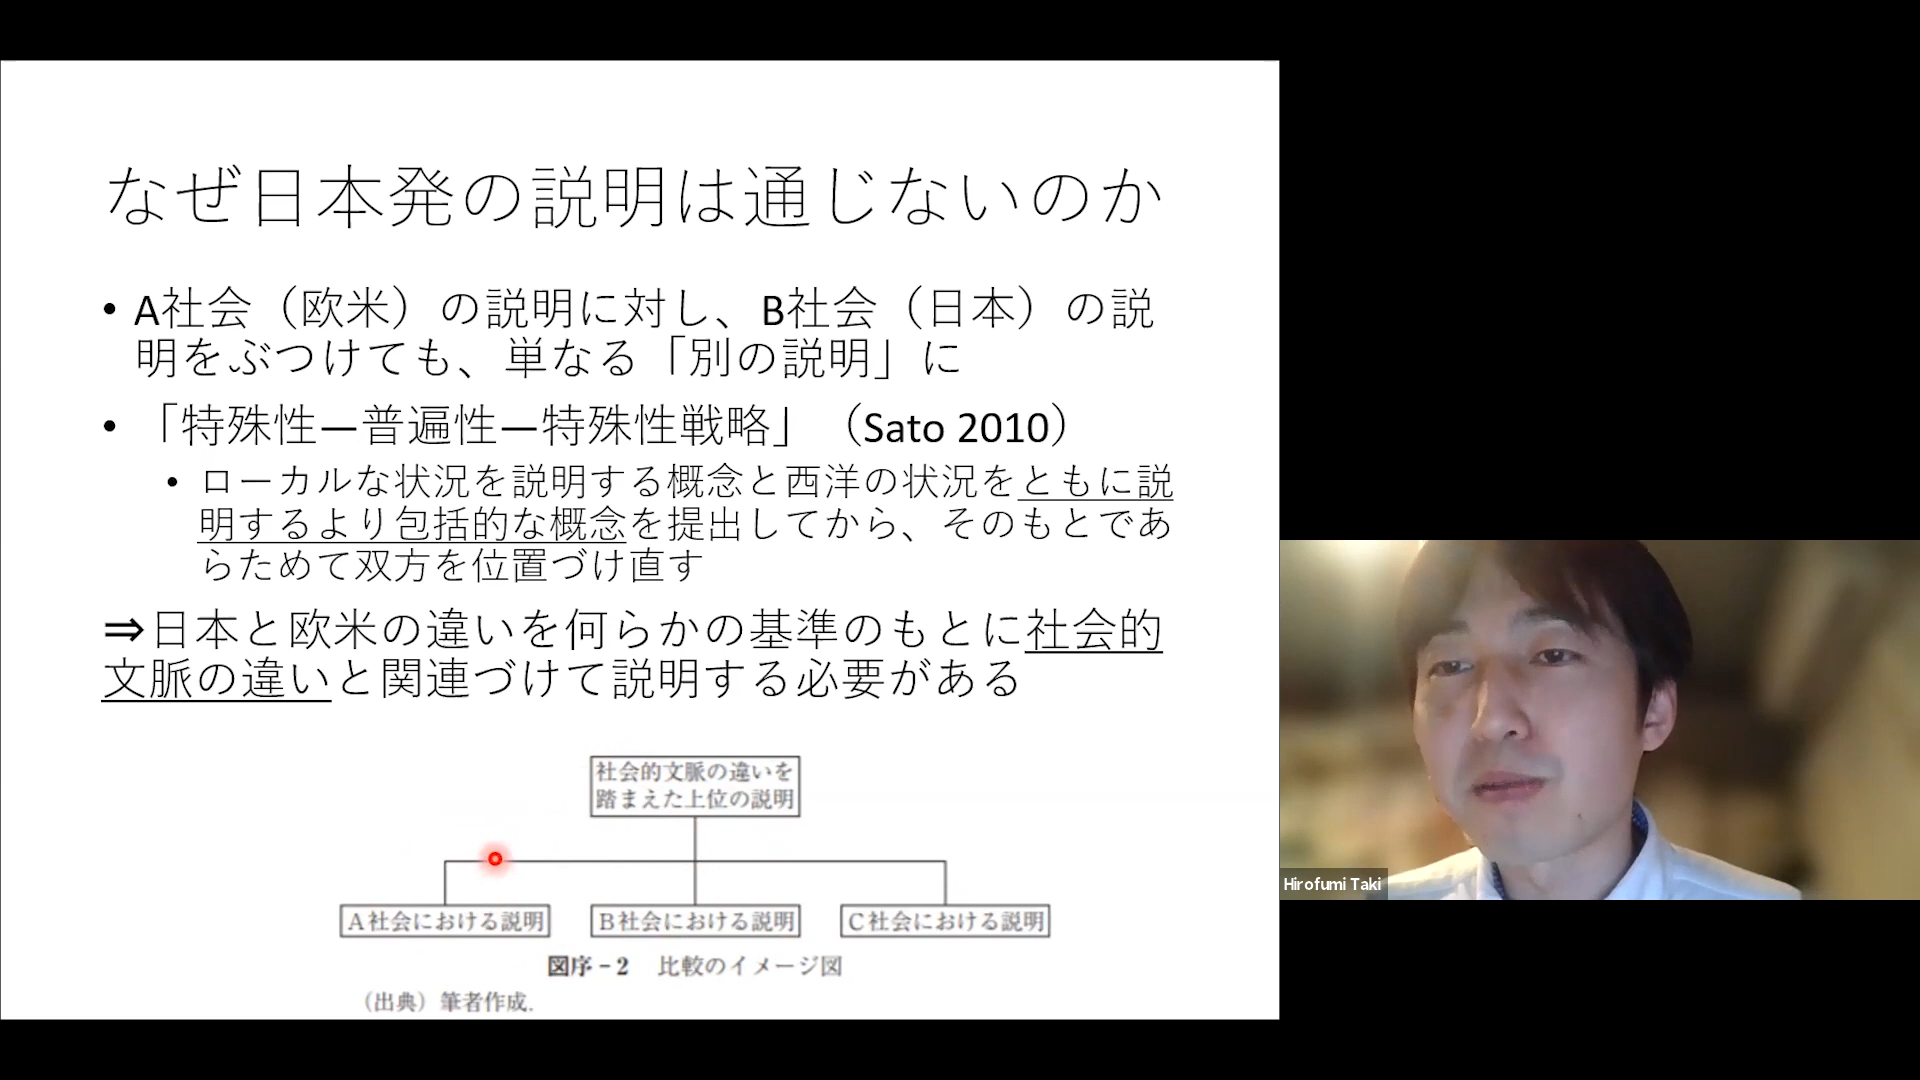 なぜ日本発の説明は通じないのか
• A社会（欧米）の説明に対し、B社会（日本）の説
明をぶつけても、単なる「別の説明」に
• 「特殊性―普遍性―特殊性戦略」（Sato 2010）
• ローカルな状況を説明する概念と西洋の状況をともに説
明するより包括的な概念を提出してから、そのもとであ
らためて双方を位置づけ直す
⇒日本と欧米の違いを何らかの基準のもとに社会的
文脈の違いと関連づけて説明する必要がある
社会的文脈の違いを
踏まえた上位の説明
A社会における説明
B社会における説明
C社会における説明
図序－2　比較のイメージ図
（出典）筆者作成.
Hirofumi Taki